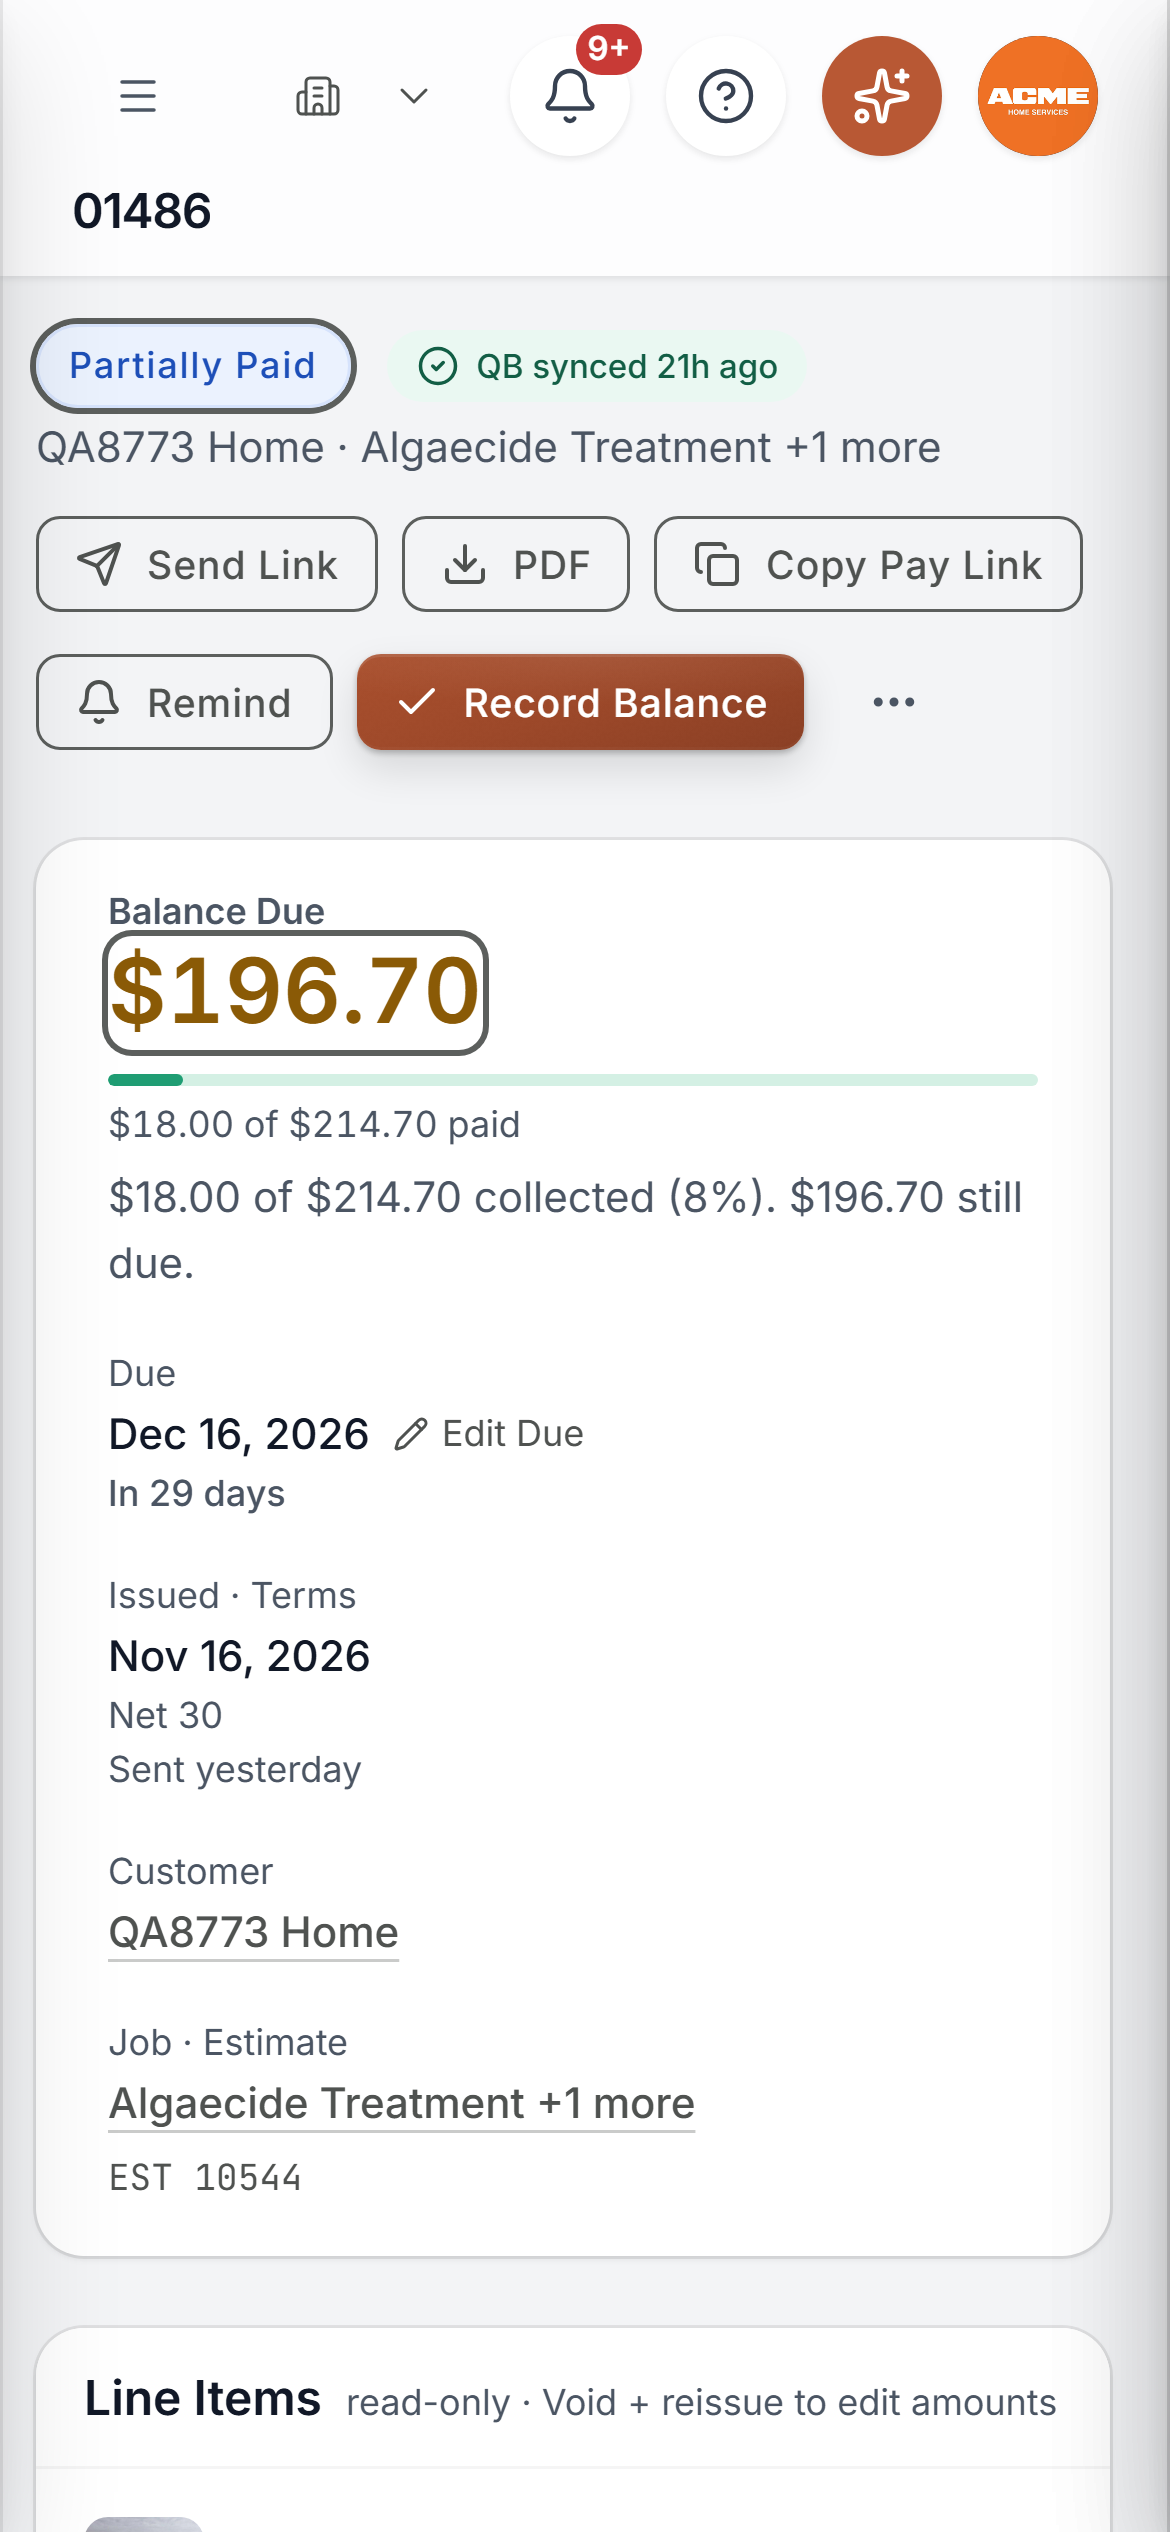 9+
ACME
HOME SERVICES
01486
Partially Paid
QB synced 21h ago
QA8773 Home · Algaecide Treatment +1 more
Send Link
PDF
Copy Pay Link
Remind
Record Balance
Balance Due
$196.70
$18.00 of $214.70 paid
$18.00 of $214.70 collected (8%). $196.70 still
due.
Due
Dec 16, 2026 Edit Due
In 29 days
Issued · Terms
Nov 16, 2026
Net 30
Sent yesterday
Customer
QA8773 Home
Job · Estimate
Algaecide Treatment +1 more
EST 10544
Line Items read-only · Void + reissue to edit amounts